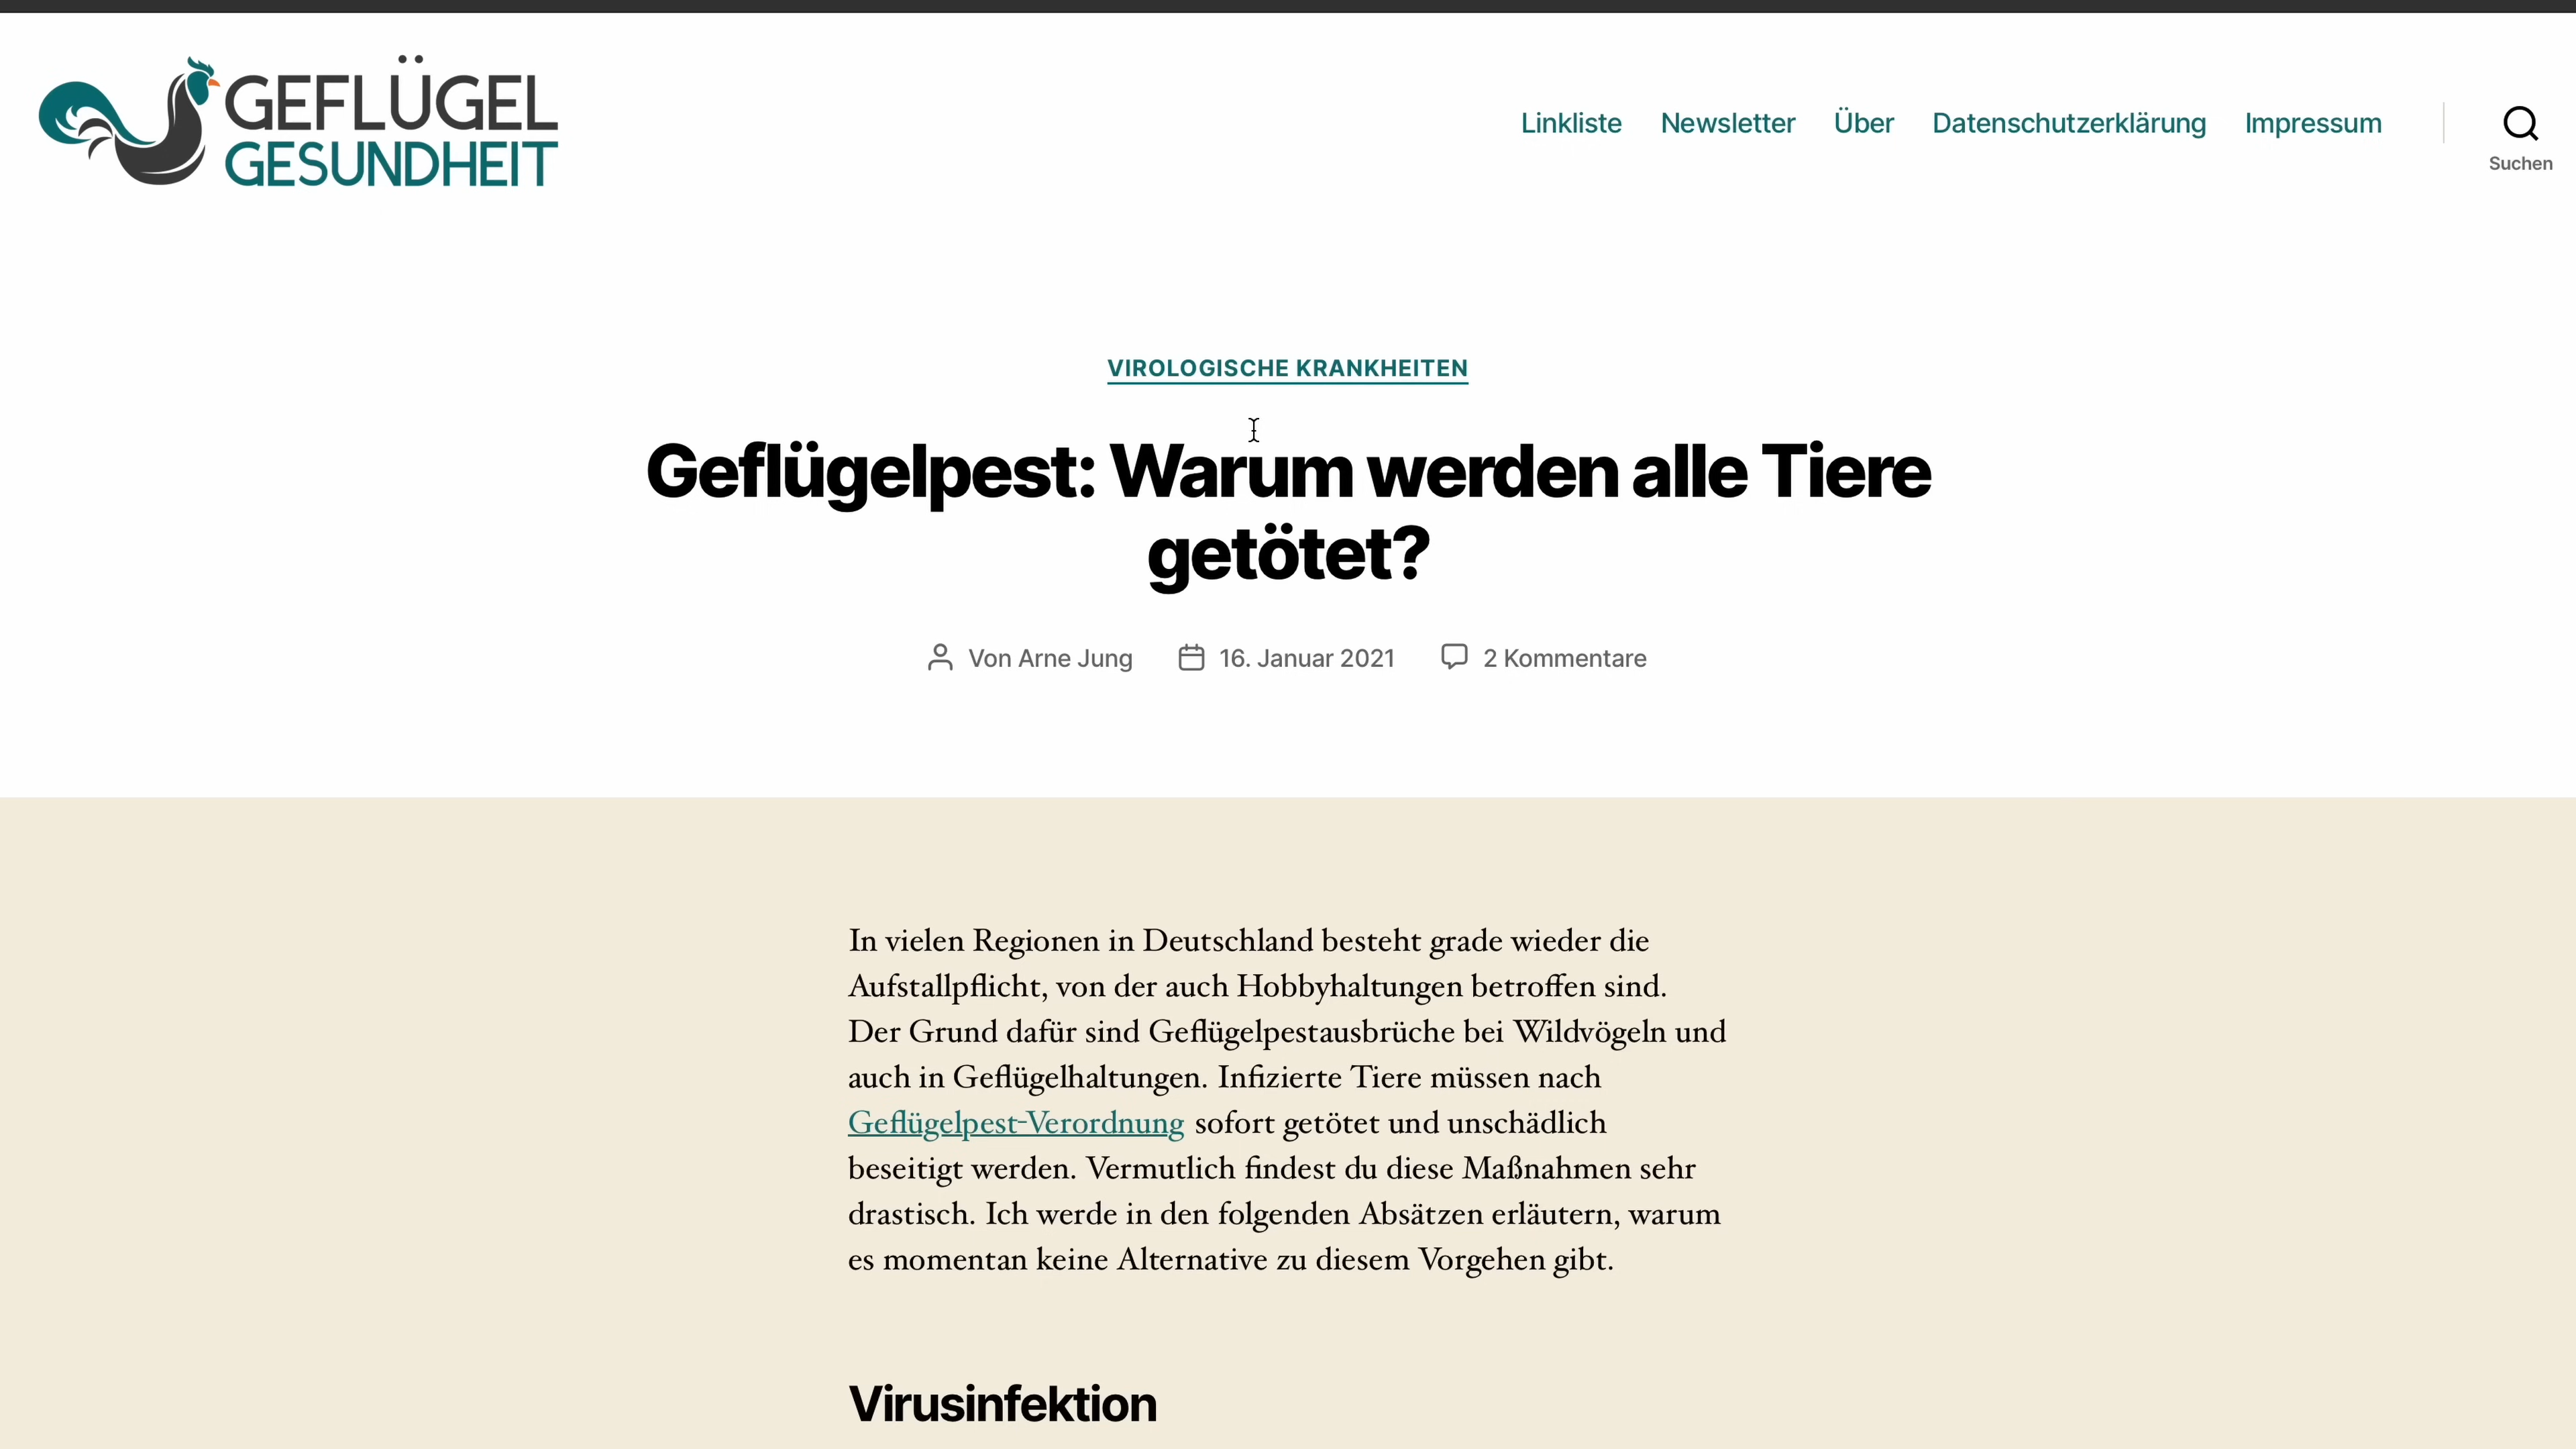 GEFLÜGEL
GESUNDHEIT
Linkliste Newsletter Über Datenschutzerklärung Impressum
Suchen
VIROLOGISCHE KRANKHEITEN
Geflügelpest: Warum werden alle Tiere
getötet?
Von Arne Jung 16. Januar 2021 2 Kommentare
In vielen Regionen in Deutschland besteht grade wieder die
Aufstallpflicht, von der auch Hobbyhaltungen betroffen sind.
Der Grund dafür sind Geflügelpestausbrüche bei Wildvögeln und
auch in Geflügelhaltungen. Infizierte Tiere müssen nach
Geflügelpest-Verordnung sofort getötet und unschädlich
beseitigt werden. Vermutlich findest du diese Maßnahmen sehr
drastisch. Ich werde in den folgenden Absätzen erläutern, warum
es momentan keine Alternative zu diesem Vorgehen gibt.
Virusinfektion